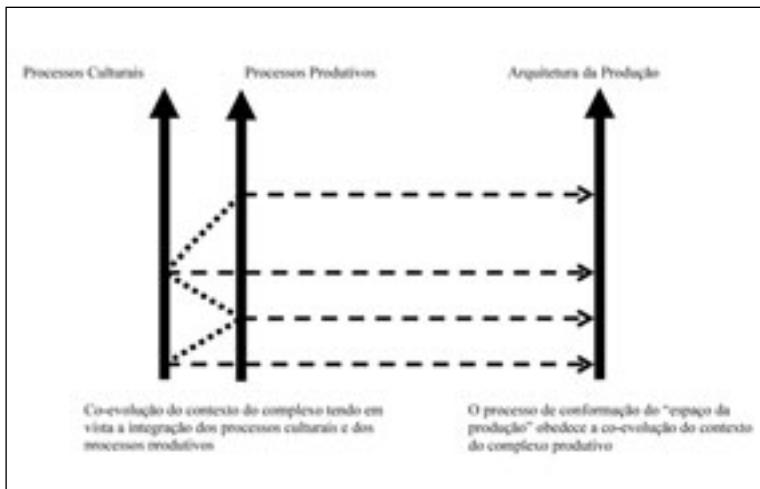 Processos Culturais
Processos Produtivos
Arquitetura da Produção
Co-evolução do contexto do complexo tendo em
vista a integração dos processos culturais e dos
processos produtivos
O processo de conformação do "espaço da
produção" obedece a co-evolução do contexto
do complexo produtivo